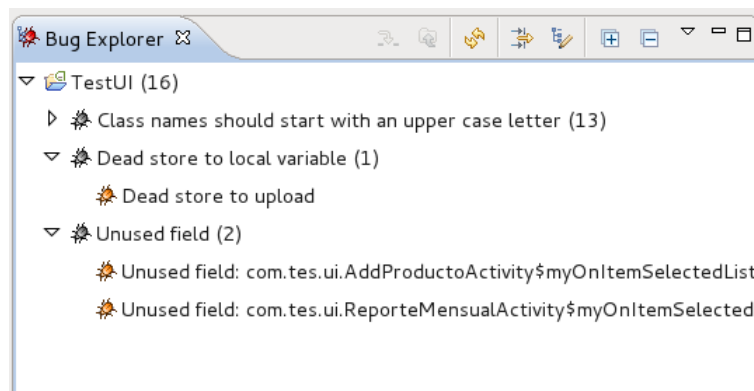 Bug Explorer
TestUI (16)
Class names should start with an upper case letter (13)
Dead store to local variable (1)
Dead store to upload
Unused field (2)
Unused field: com.tes.ui.AddProductoActivity$myOnItemSelectedList
Unused field: com.tes.ui.ReporteMensualActivity$myOnItemSelected